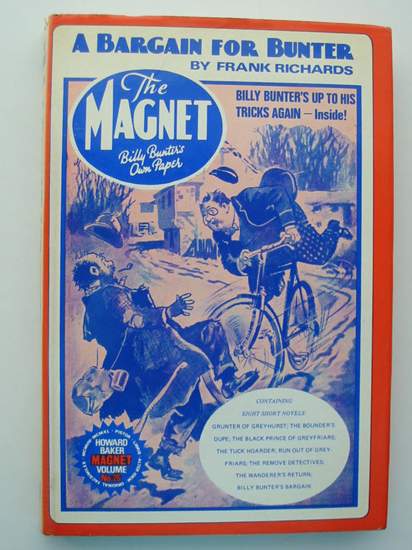 A BARGAIN FOR BUNTER
BY FRANK RICHARDS
The
MAGNET
Billy Bunter's
Own Paper
BILLY BUNTER'S UP TO HIS
TRICKS AGAIN – Inside!
CONTAINING
EIGHT SHORT NOVELS
GRUNTER OF GREYHURST; THE BOUNDER'S
DUPE; THE BLACK PRINCE OF GREYFRIARS;
THE TUCK HOARDER; RUN OUT OF GREY-
FRIARS; THE REMOVE DETECTIVES;
THE WANDERER'S RETURN;
BILLY BUNTER'S BARGAIN
HOWARD
BAKER
MAGNET
VOLUME